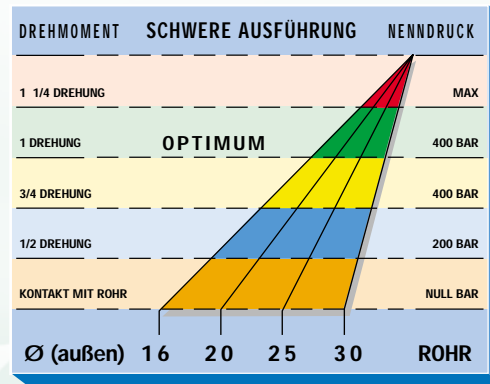 DREHMOMENT SCHWERE AUSFÜHRUNG NENNDRUCK
1 1/4 DREHUNG MAX
1 DREHUNG OPTIMUM 400 BAR
3/4 DREHUNG 400 BAR
1/2 DREHUNG 200 BAR
KONTAKT MIT ROHR NULL BAR
Ø (außen) 16 20 25 30 ROHR